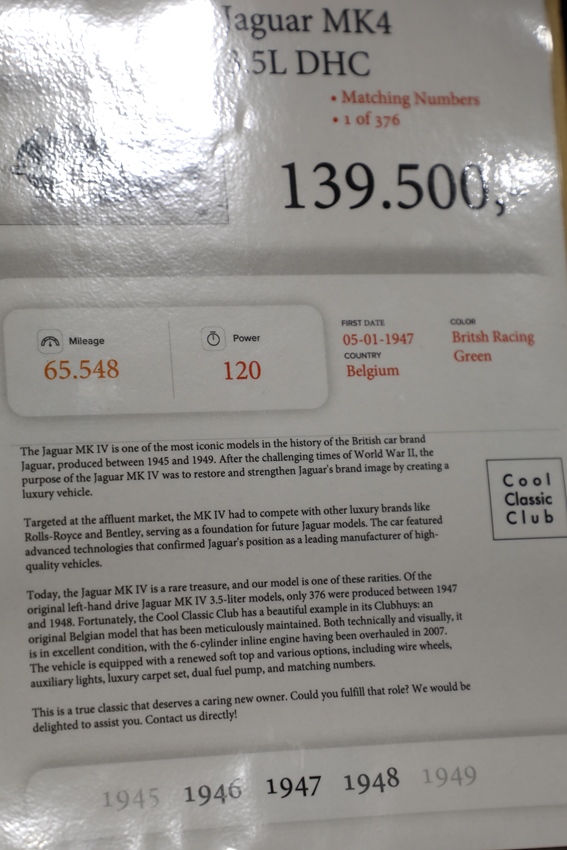 Jaguar MK4
3.5L DHC
• Matching Numbers
• 1 of 376
139.500,-
Mileage
65.548
Power
120
FIRST DATE
05-01-1947
COUNTRY
Belgium
COLOR
Britsh Racing
Green
The Jaguar MK IV is one of the most iconic models in the history of the British car brand
Jaguar, produced between 1945 and 1949. After the challenging times of World War II, the
purpose of the Jaguar MK IV was to restore and strengthen Jaguar's brand image by creating a
luxury vehicle.
Targeted at the affluent market, the MK IV had to compete with other luxury brands like
Rolls-Royce and Bentley, serving as a foundation for future Jaguar models. The car featured
advanced technologies that confirmed Jaguar's position as a leading manufacturer of high-
quality vehicles.
Today, the Jaguar MK IV is a rare treasure, and our model is one of these rarities. Of the
original left-hand drive Jaguar MK IV 3.5-liter models, only 376 were produced between 1947
and 1948. Fortunately, the Cool Classic Club has a beautiful example in its Clubhuys: an
original Belgian model that has been meticulously maintained. Both technically and visually, it
is in excellent condition, with the 6-cylinder inline engine having been overhauled in 2007.
The vehicle is equipped with a renewed soft top and various options, including wire wheels,
auxiliary lights, luxury carpet set, dual fuel pump, and matching numbers.
This is a true classic that deserves a caring new owner. Could you fulfill that role? We would be
delighted to assist you. Contact us directly!
Cool
Classic
Club
1945 1946 1947 1948 1949